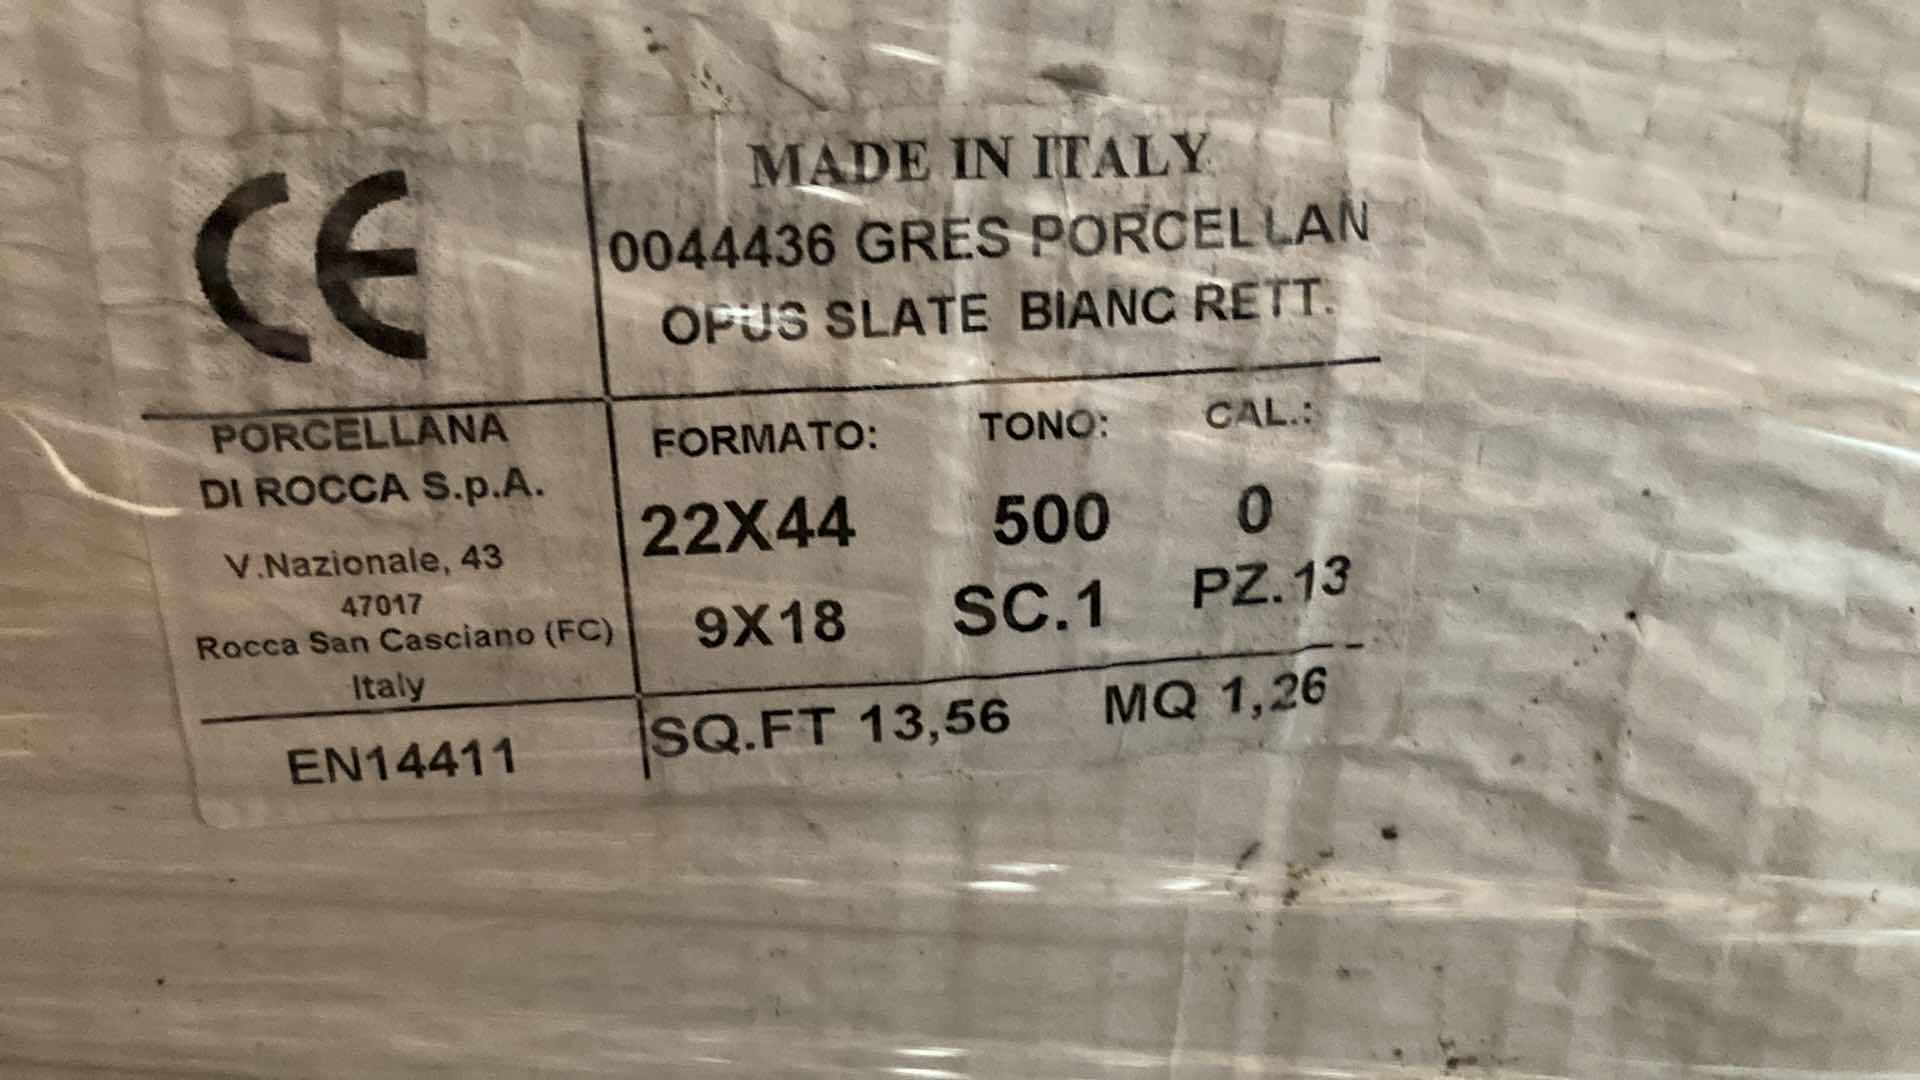 CE
MADE IN ITALY
0044436 GRES PORCELLAN
OPUS SLATE BIANC RETT.
PORCELLANA
DI ROCCA S.p.A.
V.Nazionale, 43
47017
Rocca San Casciano (FC)
Italy
EN14411
FORMATO: TONO: CAL.:
22X44 500 0
9X18 SC.1 PZ.13
SQ.FT 13,56 MQ 1,26